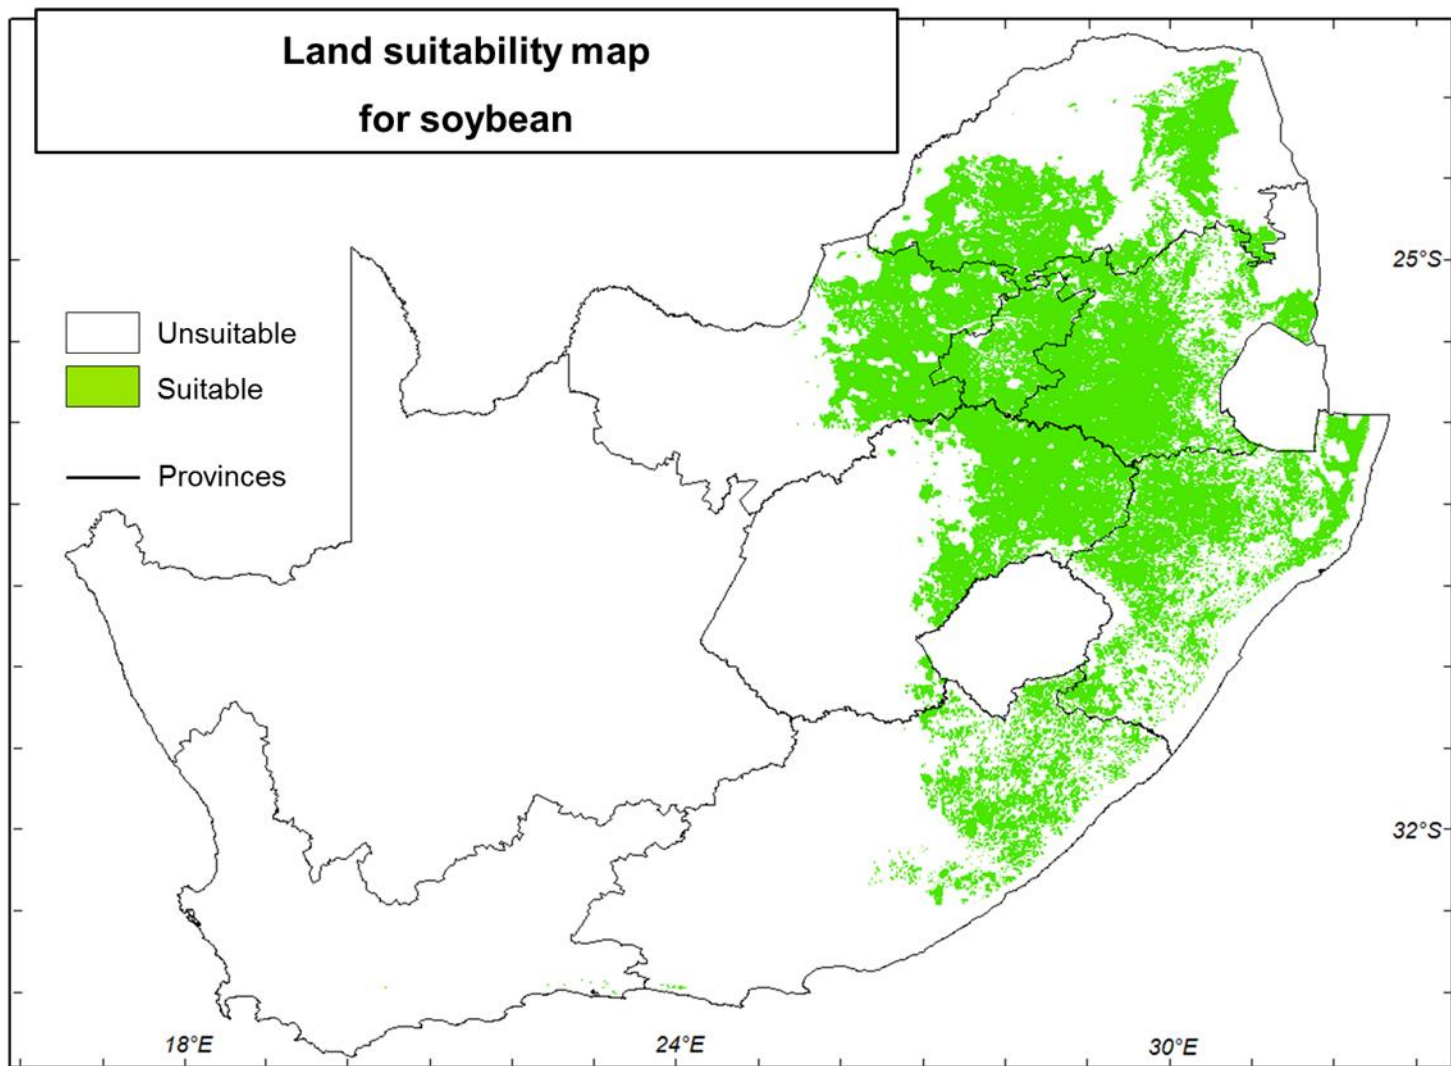 Land suitability map
for soybean
Unsuitable
Suitable
Provinces
25°S
32°S
18°E
24°E
30°E